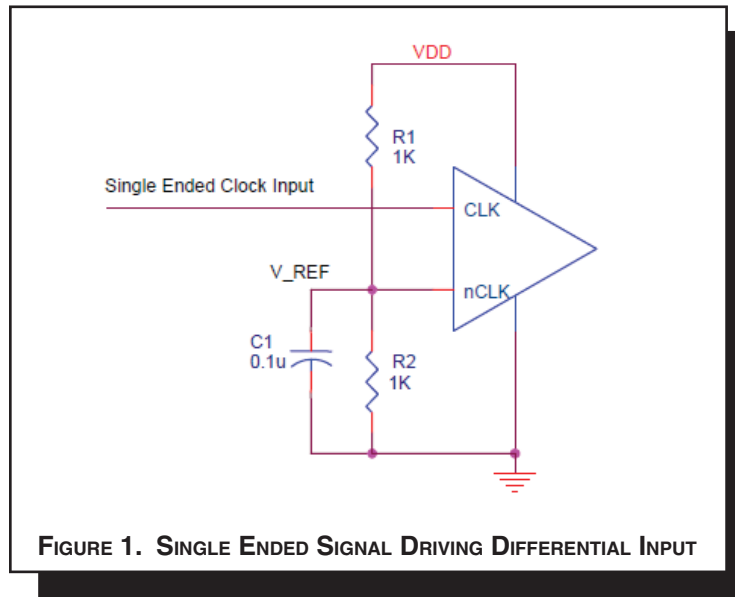 VDD
R1
1K
Single Ended Clock Input
CLK
V_REF
nCLK
C1
0.1u
R2
1K
FIGURE 1. SINGLE ENDED SIGNAL DRIVING DIFFERENTIAL INPUT